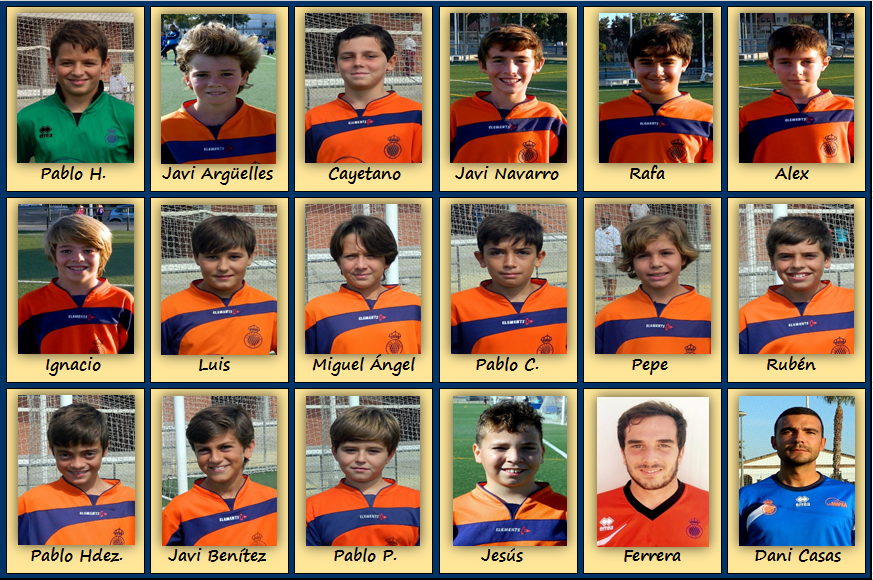 Pablo H.
Javi Argüelles
Cayetano
Javi Navarro
Rafa
Alex
Ignacio
Luis
Miguel Ángel
Pablo C.
Pepe
Rubén
Pablo Hdez.
Javi Benítez
Pablo P.
Jesús
Ferrera
Dani Casas